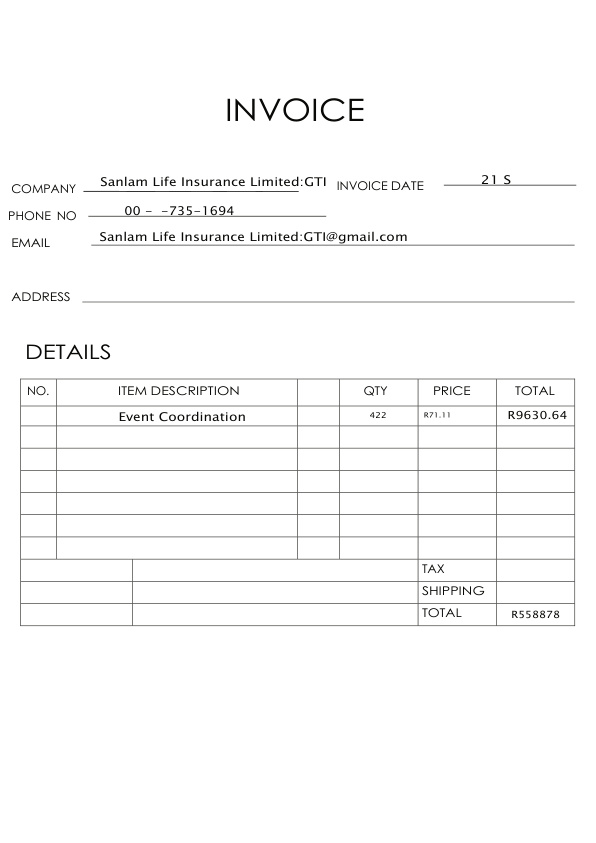 INVOICE
COMPANY Sanlam Life Insurance Limited:GTI INVOICE DATE 21 S
PHONE NO 00 - -735-1694
EMAIL Sanlam Life Insurance Limited:GTI@gmail.com
ADDRESS
DETAILS
NO. ITEM DESCRIPTION QTY PRICE TOTAL
Event Coordination 422 R71.11 R9630.64
TAX
SHIPPING
TOTAL R558878